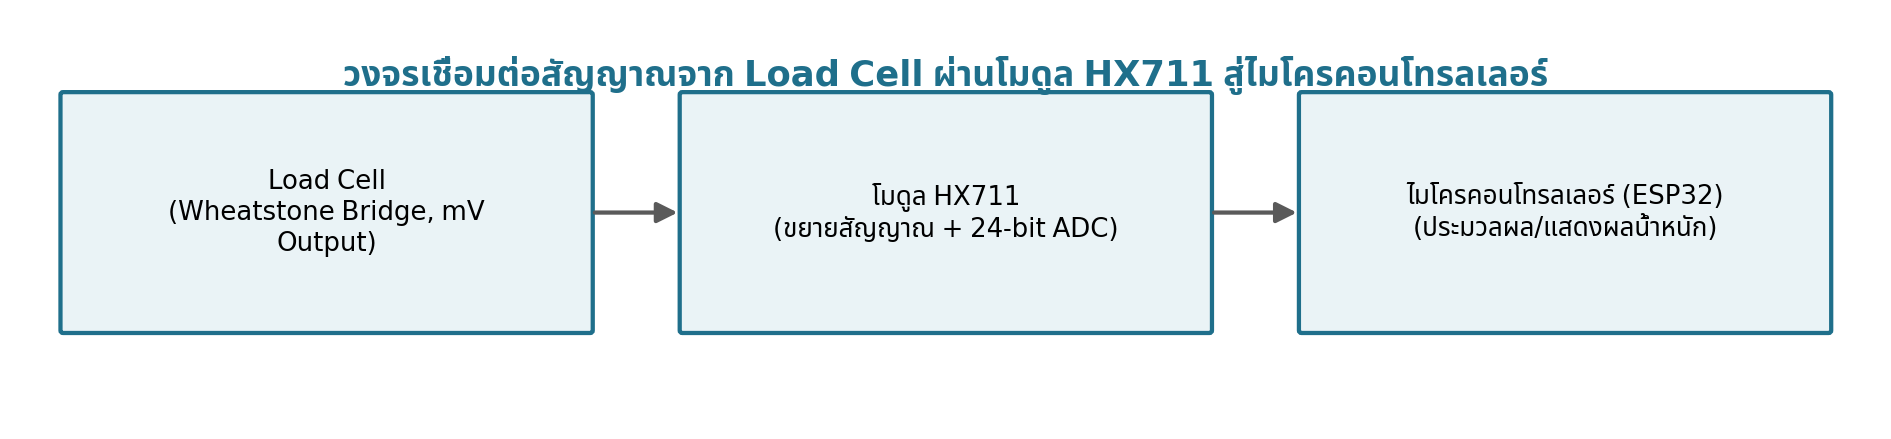 วงจรเชื่อมต่อสัญญาณจาก Load Cell ผ่านโมดูล HX711 สู่ไมโครคอนโทรลเลอร์
Load Cell
(Wheatstone Bridge, mV
Output)
โมดูล HX711
(ขยายสัญญาณ + 24-bit ADC)
ไมโครคอนโทรลเลอร์ (ESP32)
(ประมวลผล/แสดงผลน้ำหนัก)